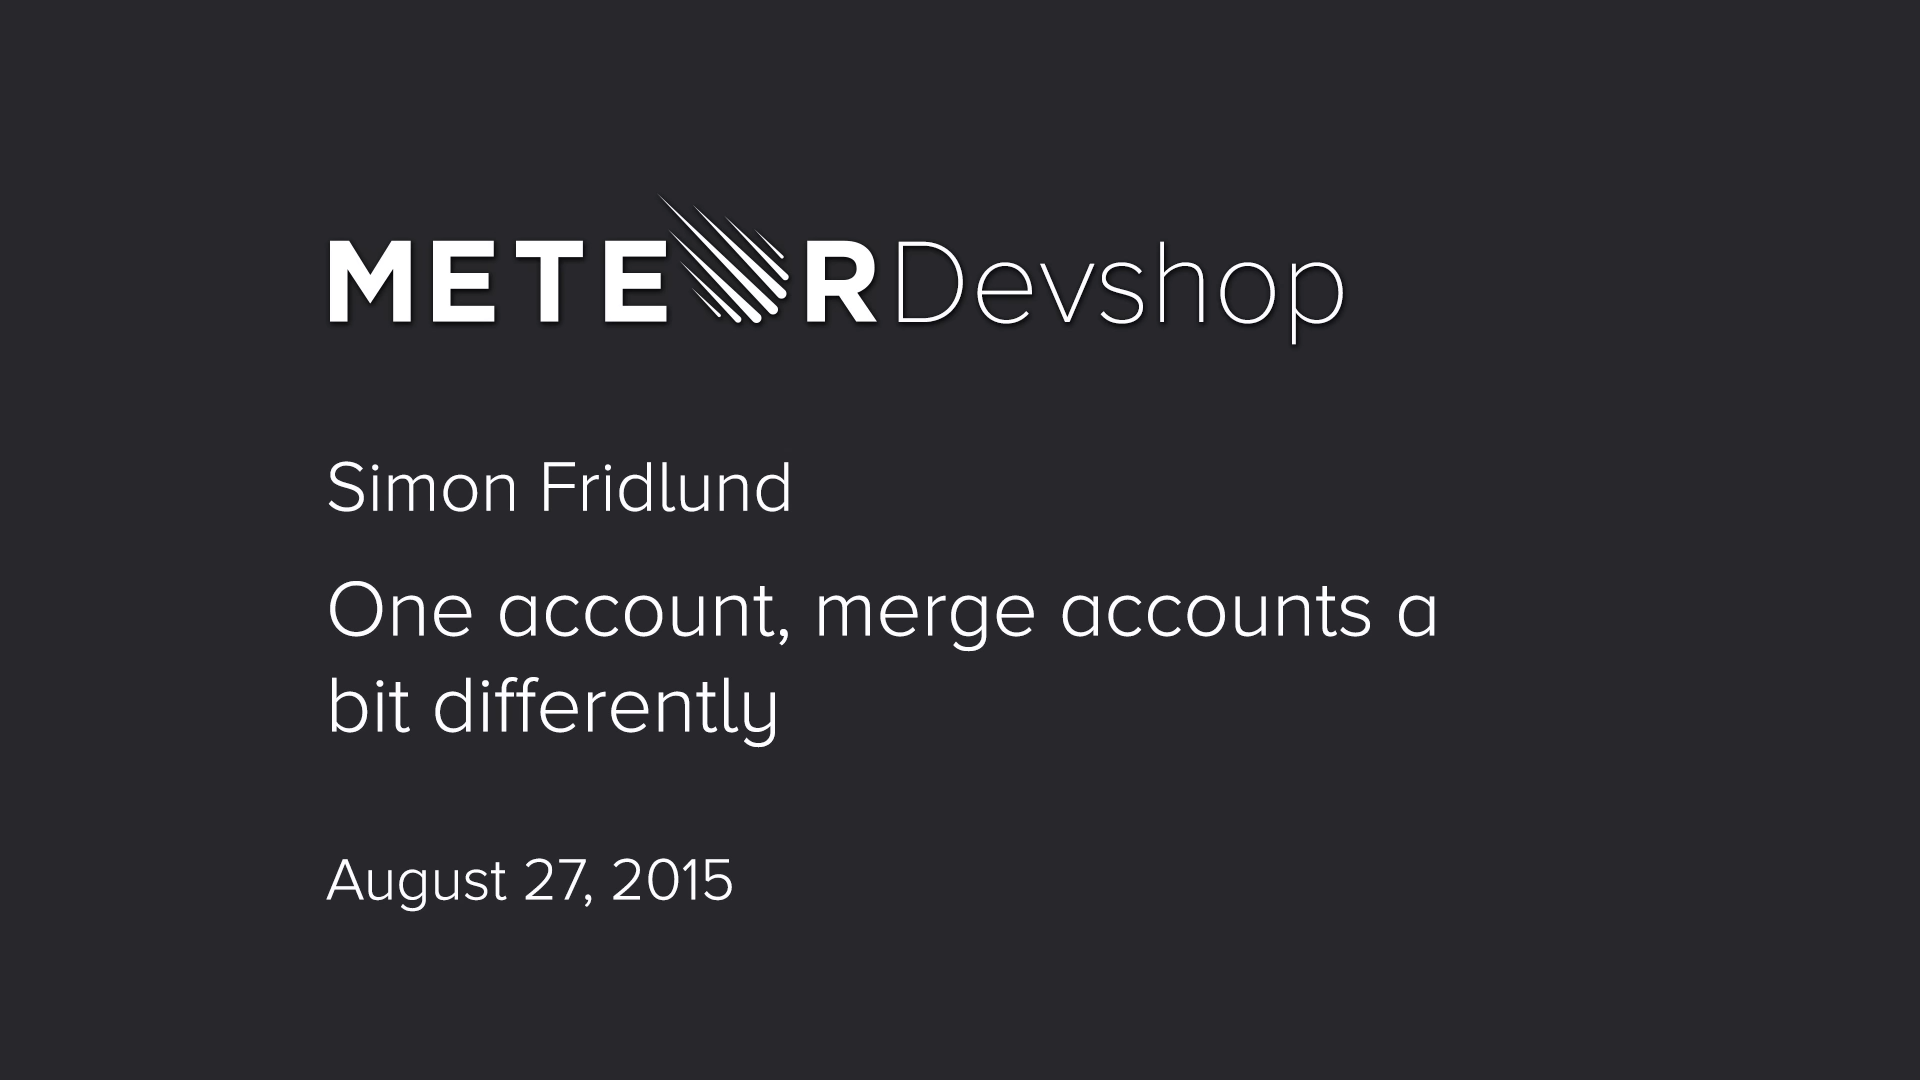 METEOR Devshop
Simon Fridlund
One account, merge accounts a
bit differently
August 27, 2015